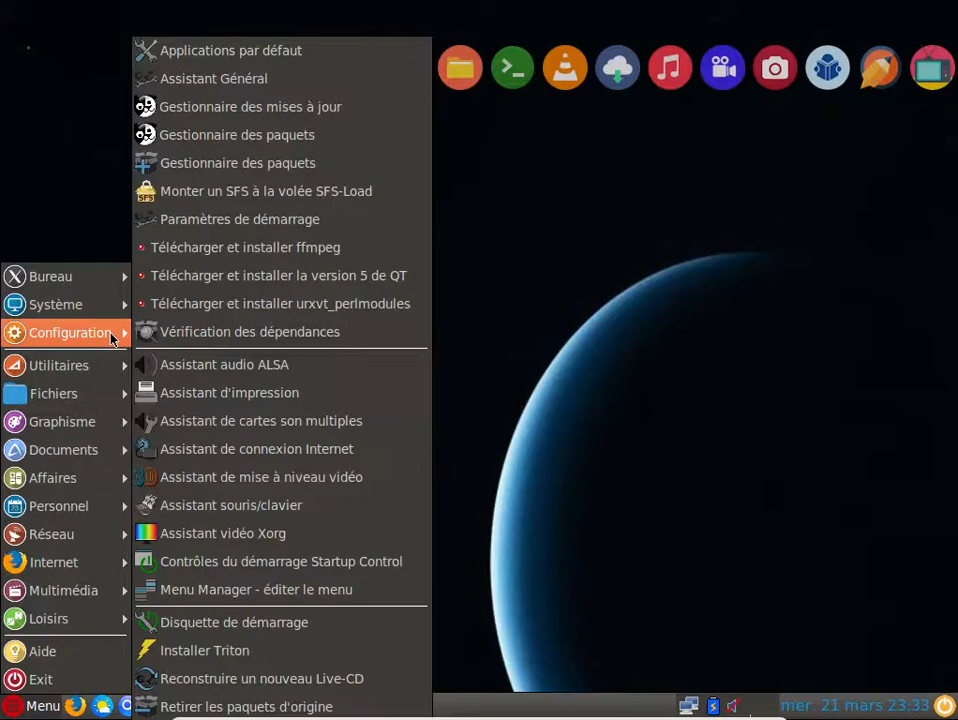 Applications par défaut
Assistant Général
Gestionnaire des mises à jour
Gestionnaire des paquets
Gestionnaire des paquets
SFS
Monter un SFS à la volée SFS-Load
Paramètres de démarrage
Télécharger et installer ffmpeg
Télécharger et installer la version 5 de QT
Télécharger et installer urxvt_perlmodules
Vérification des dépendances
Assistant audio ALSA
Assistant d'impression
Assistant de cartes son multiples
Assistant de connexion Internet
3D
Assistant de mise à niveau vidéo
Assistant souris/clavier
Assistant vidéo Xorg
Contrôles du démarrage Startup Control
Menu Manager - éditer le menu
Disquette de démarrage
Installer Triton
Reconstruire un nouveau Live-CD
Retirer les paquets d'origine
Bureau
Système
Configuration
Utilitaires
Fichiers
Graphisme
Documents
Affaires
Personnel
Réseau
Internet
Multimédia
Loisirs
Aide
Exit
Menu
mer. 21 mars 23:33